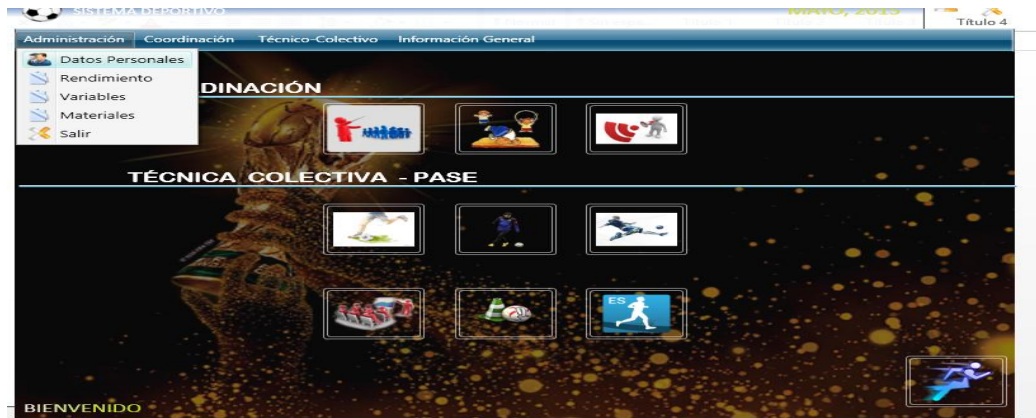 SISTEMA DEPORTIVO
MAYO, 2015
Título 4
Administración Coordinación Técnico-Colectivo Información General
Datos Personales
Rendimiento
Variables
Materiales
Salir
DINACIÓN
TÉCNICA COLECTIVA - PASE
ES
BIENVENIDO